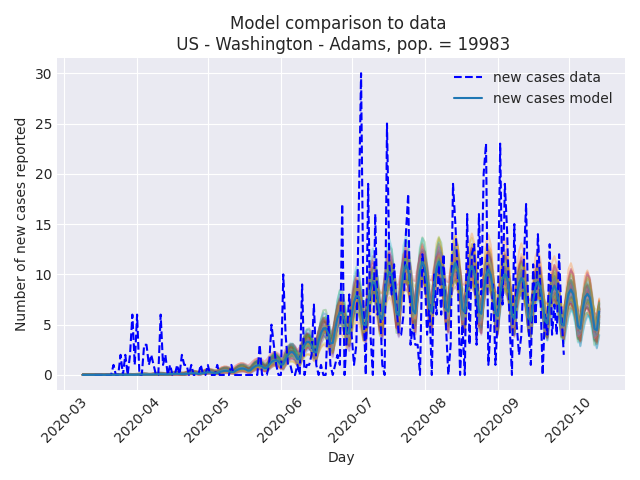 Model comparison to data
US - Washington - Adams, pop. = 19983
new cases data
new cases model
Number of new cases reported
30
25
20
15
10
5
0
2020-03
2020-04
2020-05
2020-06
2020-07
2020-08
2020-09
2020-10
Day